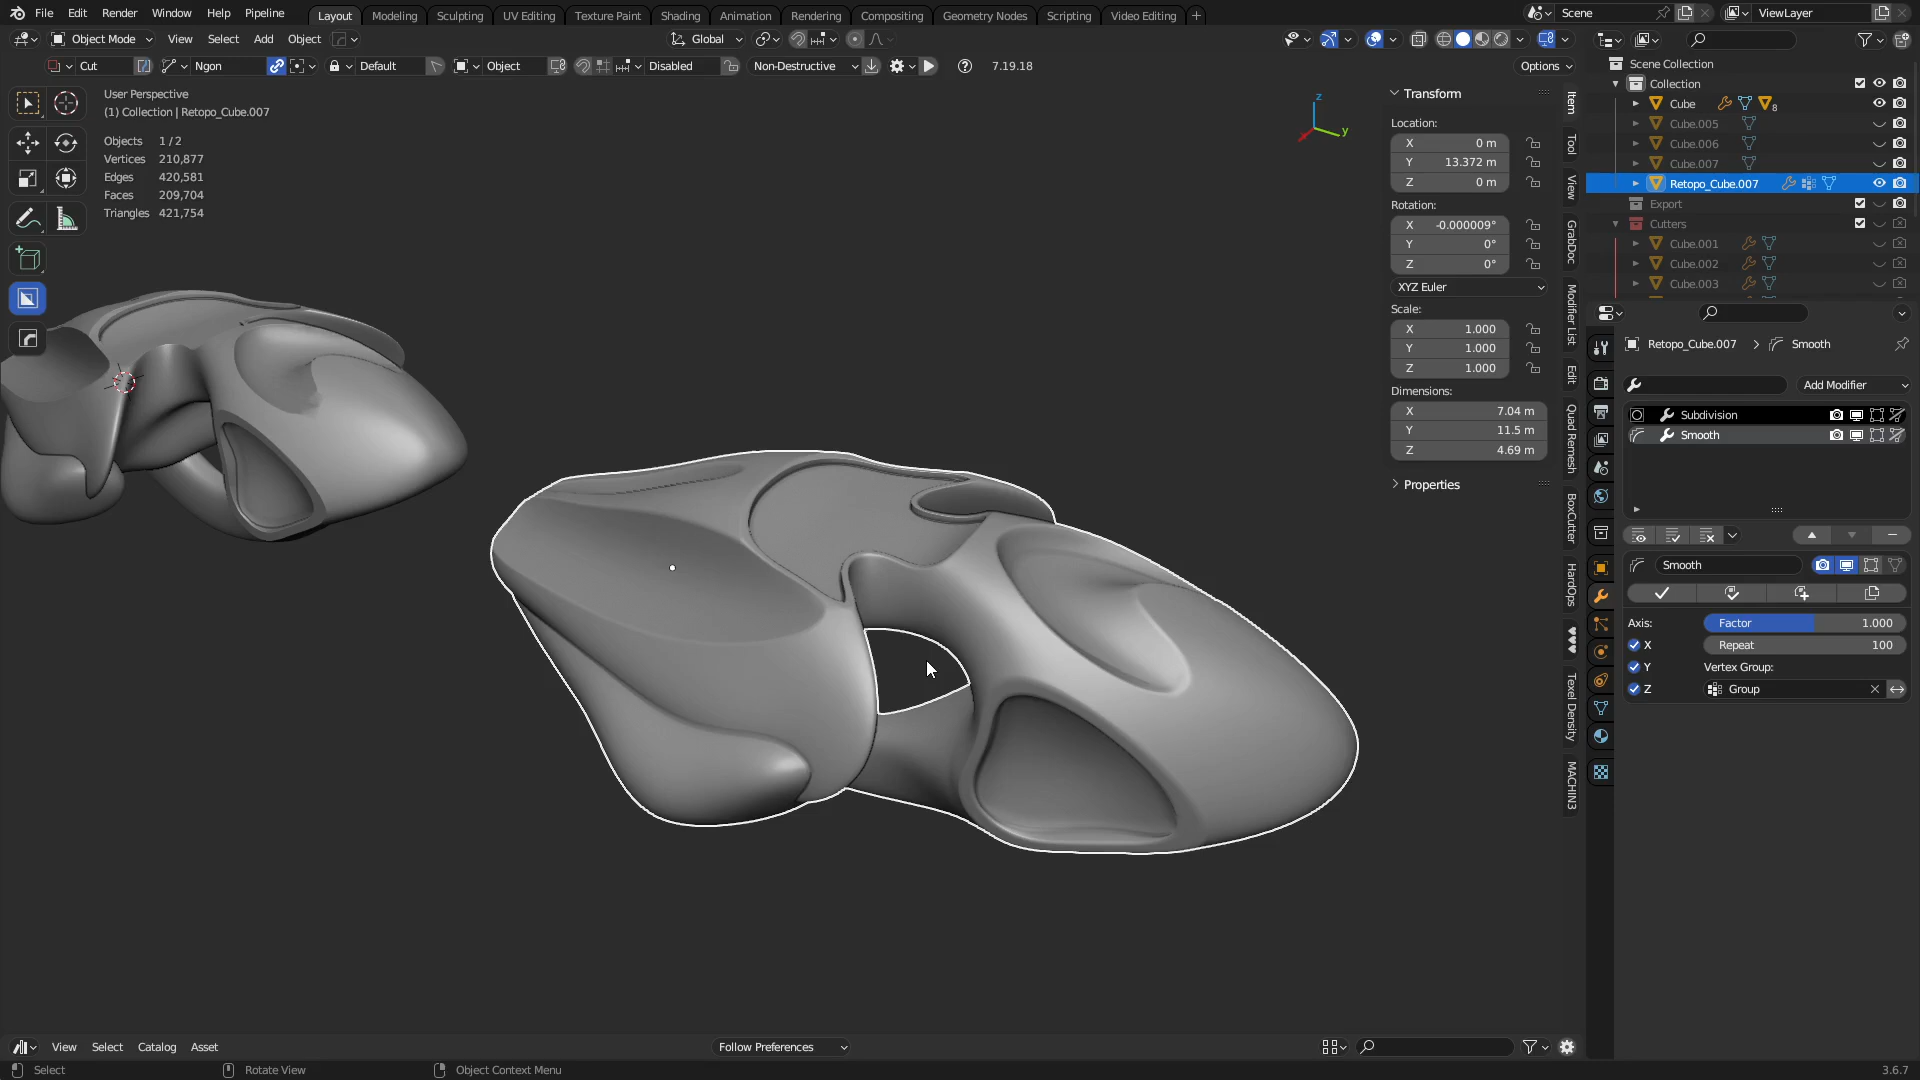 File Edit Render Window Help Pipeline Layout Modeling Sculpting UV Editing Texture Paint Shading Animation Rendering Compositing Geometry Nodes Scripting Video Editing + Scene ViewLayer
Object Mode View Select Add Object Global
Cut Ngon Default Object Disabled Non-Destructive 7.19.18 Options
User Perspective
(1) Collection | Retopo_Cube.007
Objects 1/2
Vertices 210,877
Edges 420,581
Faces 209,704
Triangles 421,754
z
y
Transform
Location:
X 0 m
Y 13.372 m
Z 0 m
Rotation:
X -0.000009°
Y 0°
Z 0°
XYZ Euler
Scale:
X 1.000
Y 1.000
Z 1.000
Dimensions:
X 7.04 m
Y 11.5 m
Z 4.69 m
Properties
Item
Tool
View
GrabDoc
Modifier List
Edit
Quad Remesh
BoxCutter
HardOps
♥♥♥
Texel Density
MACHIN3
Scene Collection
Collection
Cube 8
Cube.005
Cube.006
Cube.007
Retopo_Cube.007
Export
Cutters
Cube.001
Cube.002
Cube.003
Retopo_Cube.007 > Smooth
Add Modifier
Subdivision
Smooth
Smooth
Axis: Factor 1.000
X Repeat 100
Y Vertex Group:
Z Group
View Select Catalog Asset Follow Preferences
Select Rotate View Object Context Menu 3.6.7